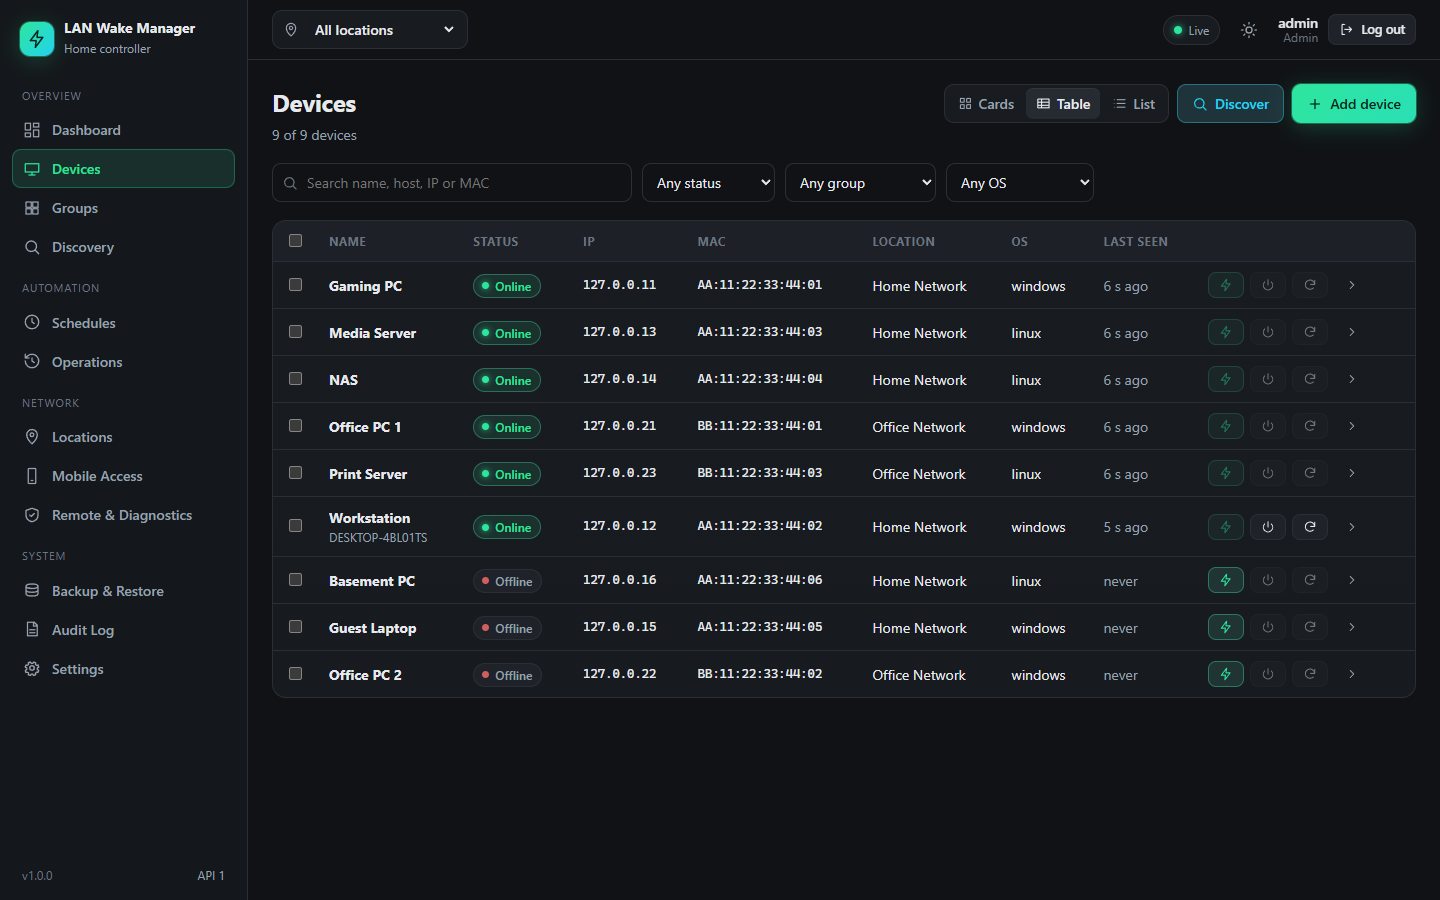 LAN Wake Manager
Home controller
OVERVIEW
Dashboard
Devices
Groups
Discovery
AUTOMATION
Schedules
Operations
NETWORK
Locations
Mobile Access
Remote & Diagnostics
SYSTEM
Backup & Restore
Audit Log
Settings
v1.0.0 API 1
All locations
Live
admin
Admin
Log out
Devices
9 of 9 devices
Cards Table List Discover Add device
Search name, host, IP or MAC Any status Any group Any OS
NAME STATUS IP MAC LOCATION OS LAST SEEN
Gaming PC Online 127.0.0.11 AA:11:22:33:44:01 Home Network windows 6 s ago
Media Server Online 127.0.0.13 AA:11:22:33:44:03 Home Network linux 6 s ago
NAS Online 127.0.0.14 AA:11:22:33:44:04 Home Network linux 6 s ago
Office PC 1 Online 127.0.0.21 BB:11:22:33:44:01 Office Network windows 6 s ago
Print Server Online 127.0.0.23 BB:11:22:33:44:03 Office Network linux 6 s ago
Workstation
DESKTOP-4BL01TS
Online 127.0.0.12 AA:11:22:33:44:02 Home Network windows 5 s ago
Basement PC Offline 127.0.0.16 AA:11:22:33:44:06 Home Network linux never
Guest Laptop Offline 127.0.0.15 AA:11:22:33:44:05 Home Network windows never
Office PC 2 Offline 127.0.0.22 BB:11:22:33:44:02 Office Network windows never